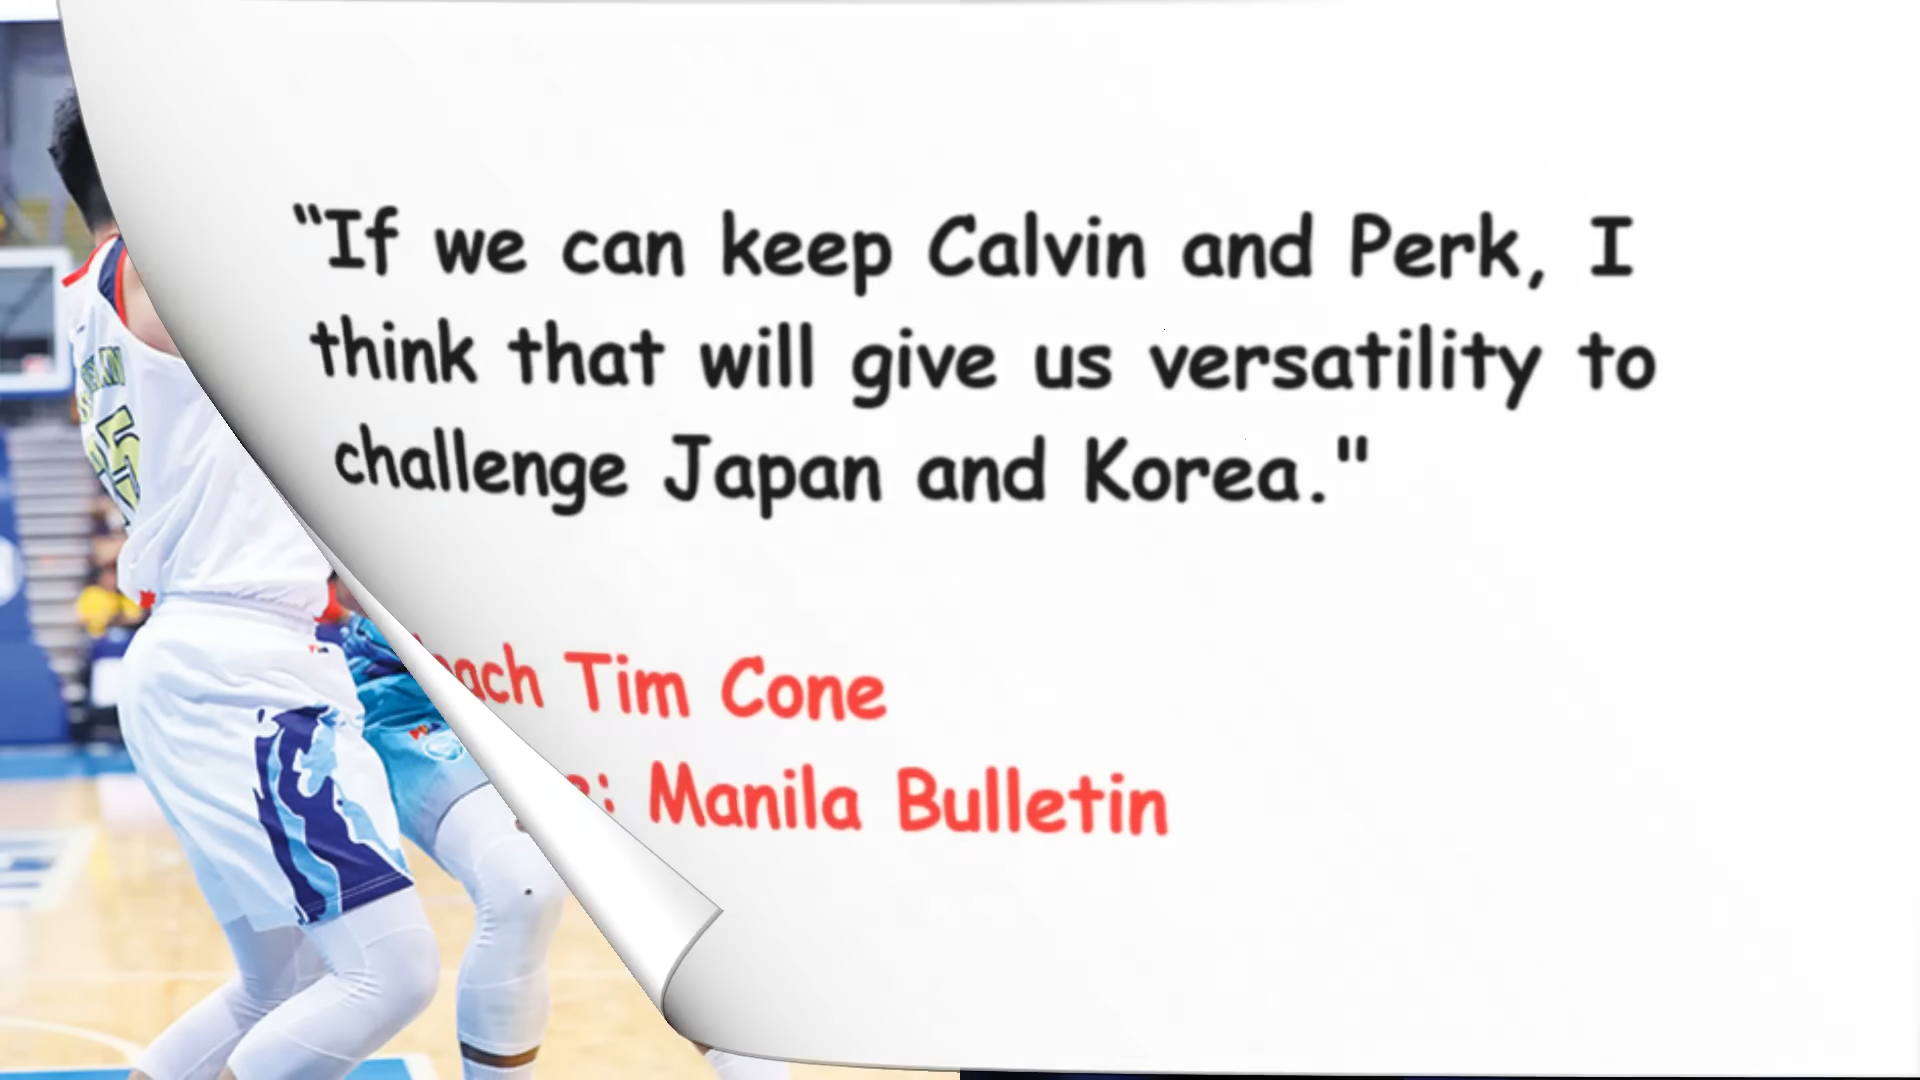 “If we can keep Calvin and Perk, I
think that will give us versatility to
challenge Japan and Korea."
Tim Cone
Manila Bulletin